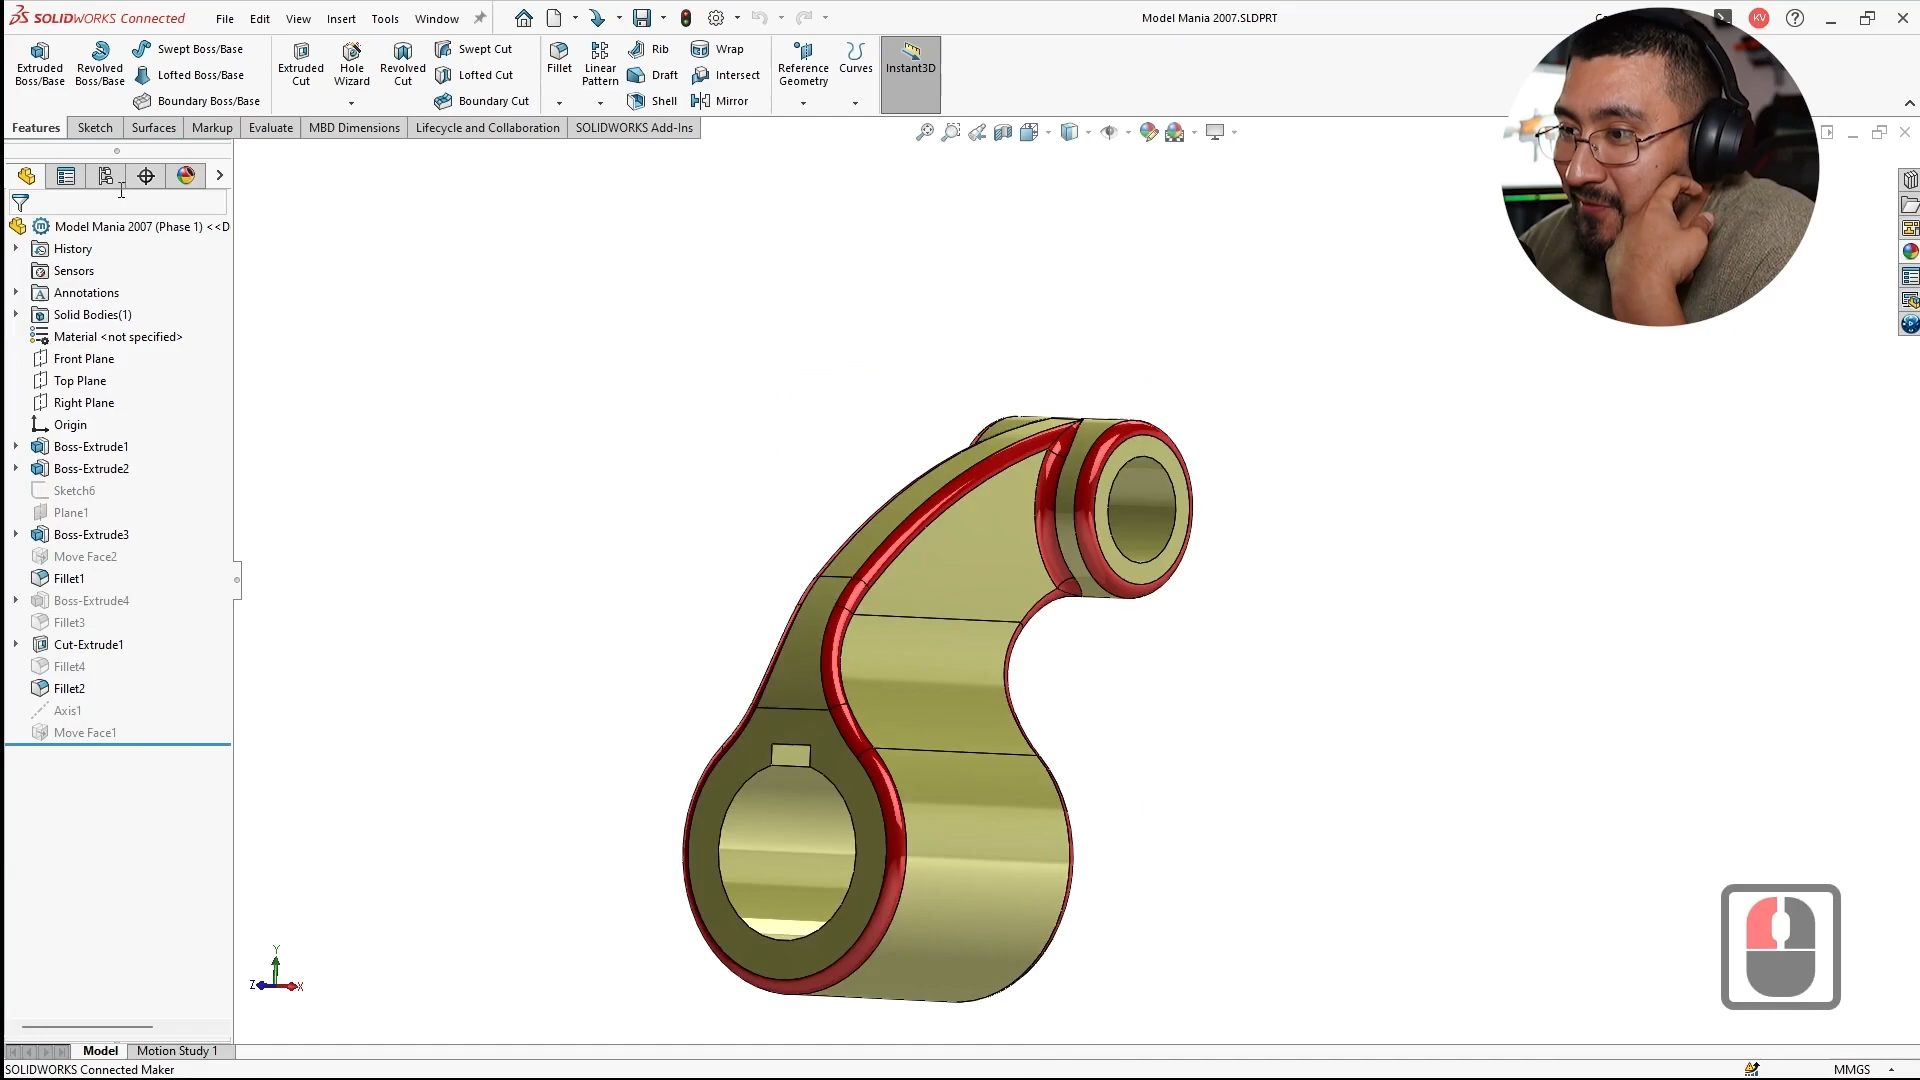 SOLIDWORKS Connected
File Edit View Insert Tools Window
Model Mania 2007.SLDPRT
KV
Extruded Boss/Base
Revolved Boss/Base
Swept Boss/Base
Lofted Boss/Base
Boundary Boss/Base
Extruded Cut
Hole Wizard
Revolved Cut
Swept Cut
Lofted Cut
Boundary Cut
Fillet
Linear Pattern
Rib
Draft
Shell
Wrap
Intersect
Mirror
Reference Geometry
Curves
Instant3D
Features Sketch Surfaces Markup Evaluate MBD Dimensions Lifecycle and Collaboration SOLIDWORKS Add-Ins
Model Mania 2007 (Phase 1) <<D
History
Sensors
Annotations
Solid Bodies(1)
Material <not specified>
Front Plane
Top Plane
Right Plane
Origin
Boss-Extrude1
Boss-Extrude2
Sketch6
Plane1
Boss-Extrude3
Move Face2
Fillet1
Boss-Extrude4
Fillet3
Cut-Extrude1
Fillet4
Fillet2
Axis1
Move Face1
Y
Z X
Model Motion Study 1
SOLIDWORKS Connected Maker
MMGS